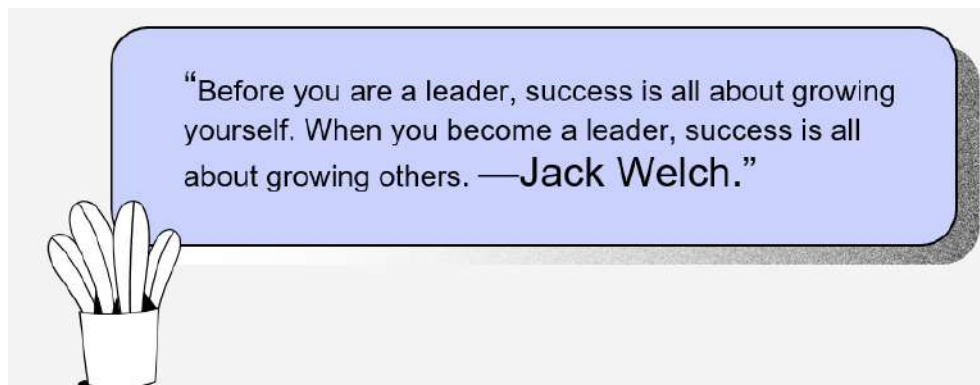 “Before you are a leader, success is all about growing
yourself. When you become a leader, success is all
about growing others. —Jack Welch.”